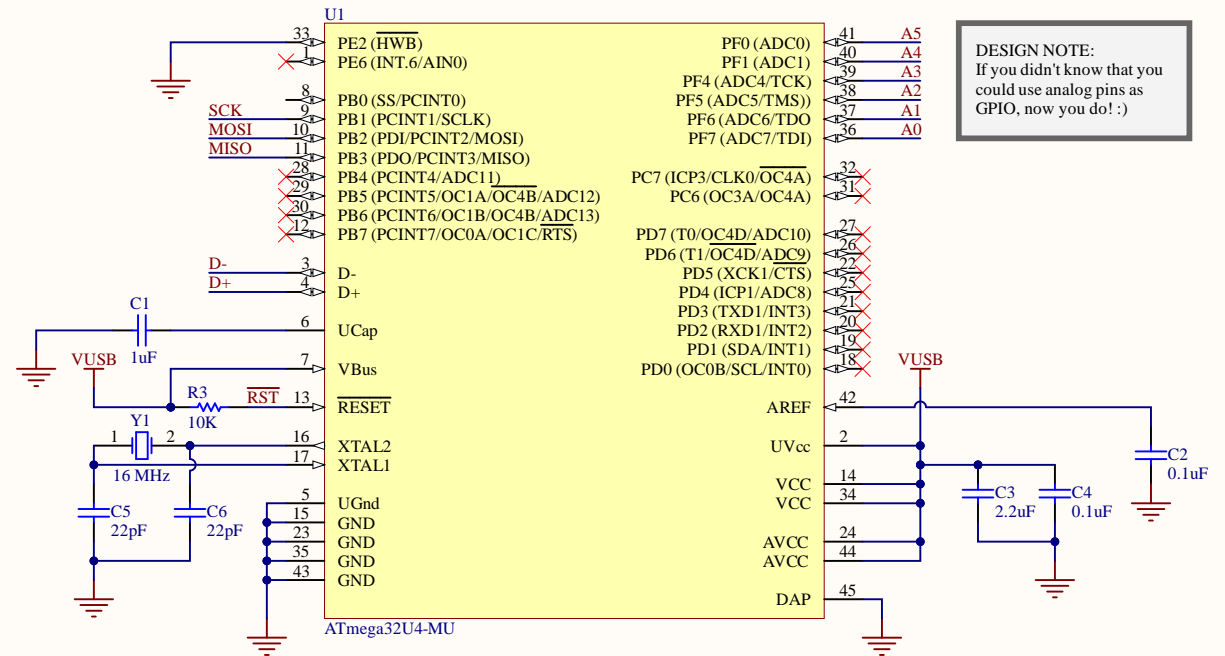 U1
33 PE2 (HWB)
1 PE6 (INT.6/AIN0)
8 PB0 (SS/PCINT0)
SCK 9 PB1 (PCINT1/SCLK)
MOSI 10 PB2 (PDI/PCINT2/MOSI)
MISO 11 PB3 (PDO/PCINT3/MISO)
28 PB4 (PCINT4/ADC11)
29 PB5 (PCINT5/OC1A/OC4B/ADC12)
30 PB6 (PCINT6/OC1B/OC4B/ADC13)
12 PB7 (PCINT7/OC0A/OC1C/RTS)
D- 3 D-
D+ 4 D+
C1
1uF
6 UCap
VUSB
7 VBus
R3
10K
RST 13 RESET
Y1
1 2
16 MHz
16 XTAL2
17 XTAL1
C5
22pF
C6
22pF
5 UGnd
15 GND
23 GND
35 GND
43 GND
ATmega32U4-MU
PF0 (ADC0) 41 A5
PF1 (ADC1) 40 A4
PF4 (ADC4/TCK) 39 A3
PF5 (ADC5/TMS)) 38 A2
PF6 (ADC6/TDO 37 A1
PF7 (ADC7/TDI) 36 A0
PC7 (ICP3/CLK0/OC4A) 32
PC6 (OC3A/OC4A) 31
PD7 (T0/OC4D/ADC10) 27
PD6 (T1/OC4D/ADC9) 26
PD5 (XCK1/CTS) 22
PD4 (ICP1/ADC8) 25
PD3 (TXD1/INT3) 21
PD2 (RXD1/INT2) 20
PD1 (SDA/INT1) 19
PD0 (OC0B/SCL/INT0) 18
VUSB
AREF 42
UVcc 2
VCC 14
VCC 34
AVCC 24
AVCC 44
DAP 45
C2
0.1uF
C3
2.2uF
C4
0.1uF
DESIGN NOTE:
If you didn't know that you
could use analog pins as
GPIO, now you do! :)